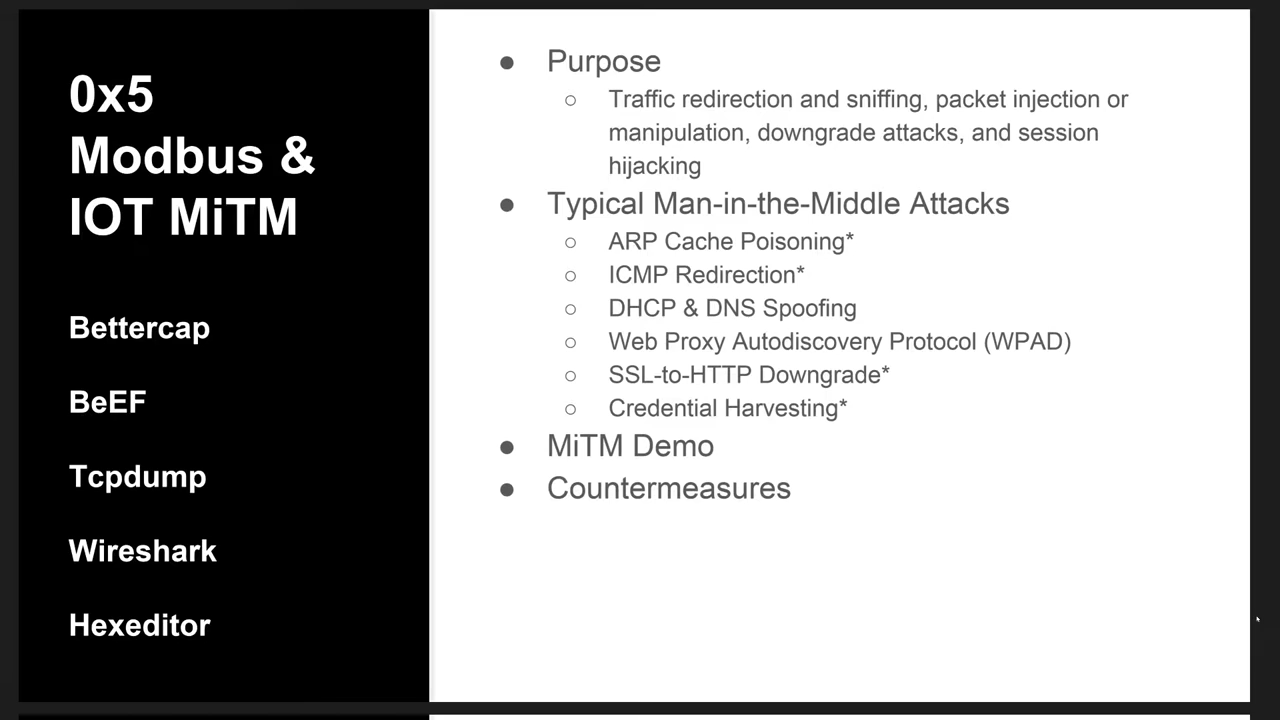 0x5
Modbus &
IOT MiTM
Bettercap
BeEF
Tcpdump
Wireshark
Hexeditor
● Purpose
○ Traffic redirection and sniffing, packet injection or
manipulation, downgrade attacks, and session
hijacking
● Typical Man-in-the-Middle Attacks
○ ARP Cache Poisoning*
○ ICMP Redirection*
○ DHCP & DNS Spoofing
○ Web Proxy Autodiscovery Protocol (WPAD)
○ SSL-to-HTTP Downgrade*
○ Credential Harvesting*
● MiTM Demo
● Countermeasures